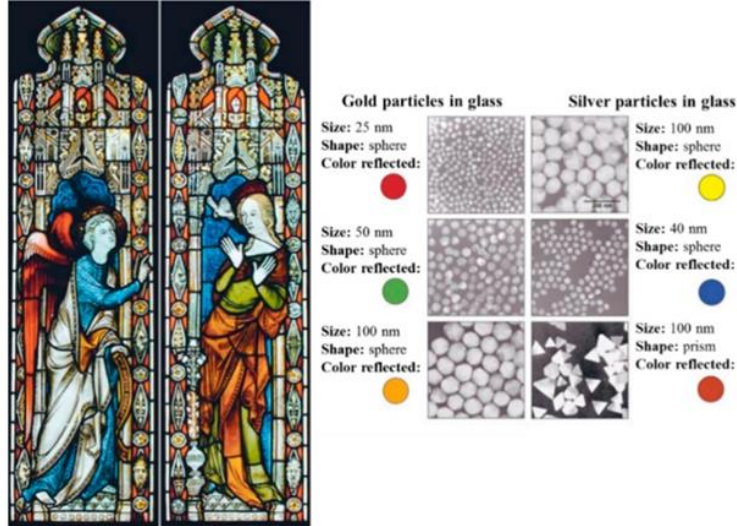 Gold particles in glass
Silver particles in glass
Size: 25 nm
Shape: sphere
Color reflected:
Size: 100 nm
Shape: sphere
Color reflected:
Size: 50 nm
Shape: sphere
Color reflected:
Size: 40 nm
Shape: sphere
Color reflected:
Size: 100 nm
Shape: sphere
Color reflected:
Size: 100 nm
Shape: prism
Color reflected: